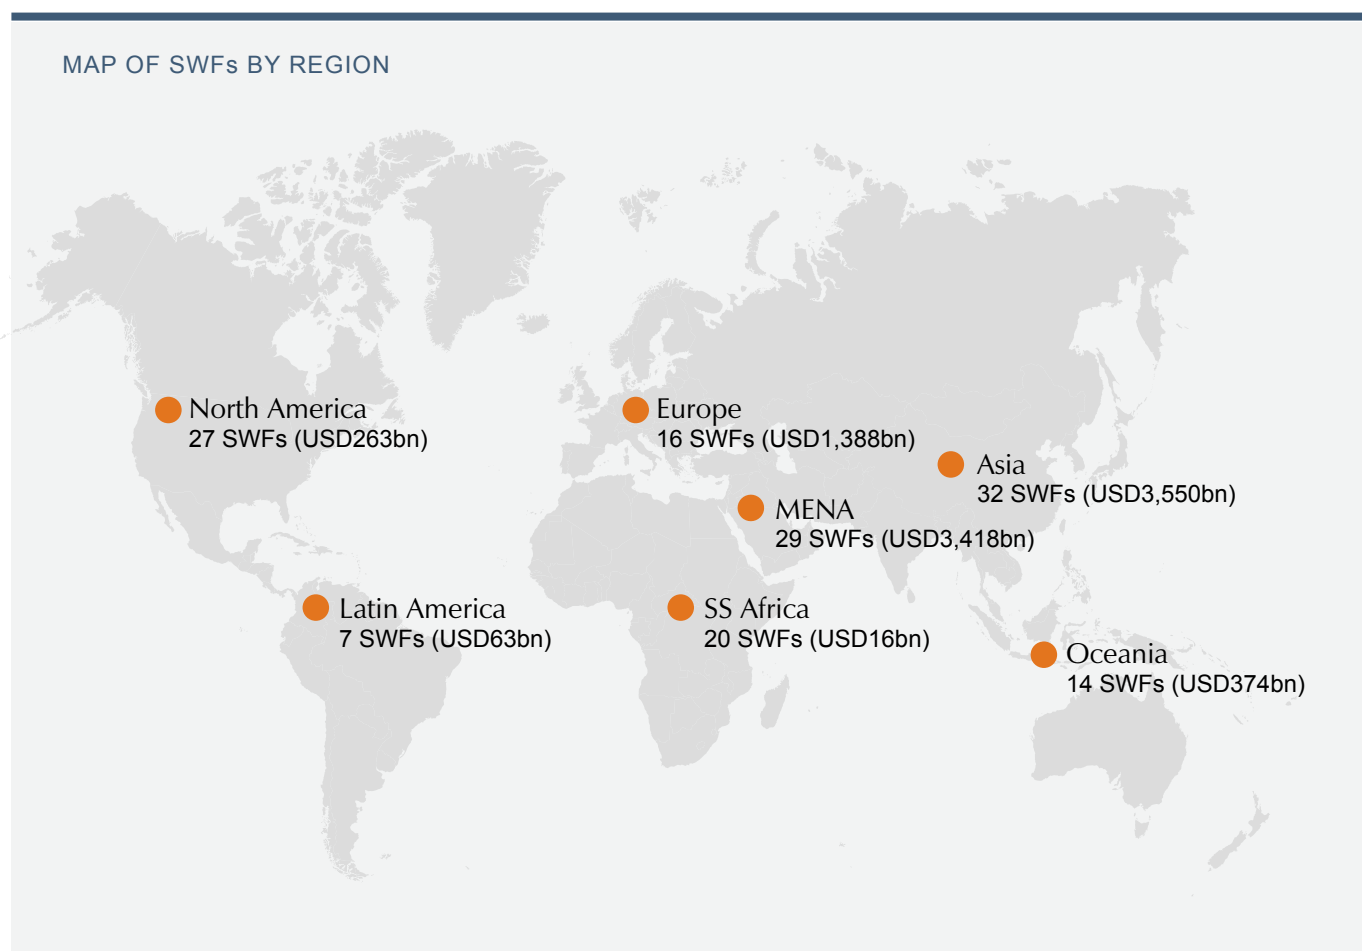 MAP OF SWFs BY REGION
North America
27 SWFs (USD263bn)
Europe
16 SWFs (USD1,388bn)
Asia
32 SWFs (USD3,550bn)
MENA
29 SWFs (USD3,418bn)
Latin America
7 SWFs (USD63bn)
SS Africa
20 SWFs (USD16bn)
Oceania
14 SWFs (USD374bn)